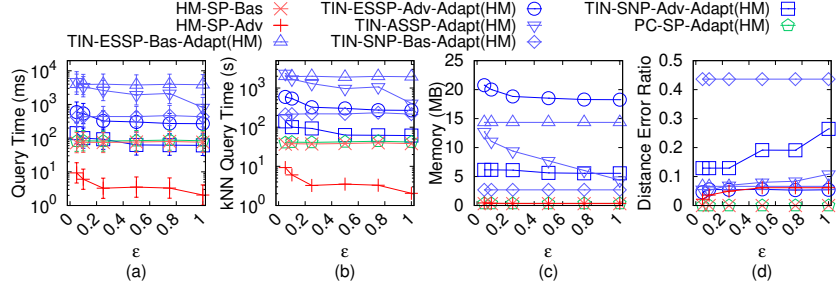 HM-SP-Bas
HM-SP-Adv
TIN-ESSP-Bas-Adapt(HM)
TIN-ESSP-Adv-Adapt(HM)
TIN-ASSP-Adapt(HM)
TIN-SNP-Bas-Adapt(HM)
TIN-SNP-Adv-Adapt(HM)
PC-SP-Adapt(HM)
Query Time (ms)
10⁴
10³
10²
10¹
10⁰
0 0.2 0.4 0.6 0.8 1
ε
(a)
kNN Query Time (s)
10³
10²
10¹
10⁰
0 0.2 0.4 0.6 0.8 1
ε
(b)
Memory (MB)
25
20
15
10
5
0
0 0.2 0.4 0.6 0.8 1
ε
(c)
Distance Error Ratio
0.5
0.4
0.3
0.2
0.1
0
0 0.2 0.4 0.6 0.8 1
ε
(d)